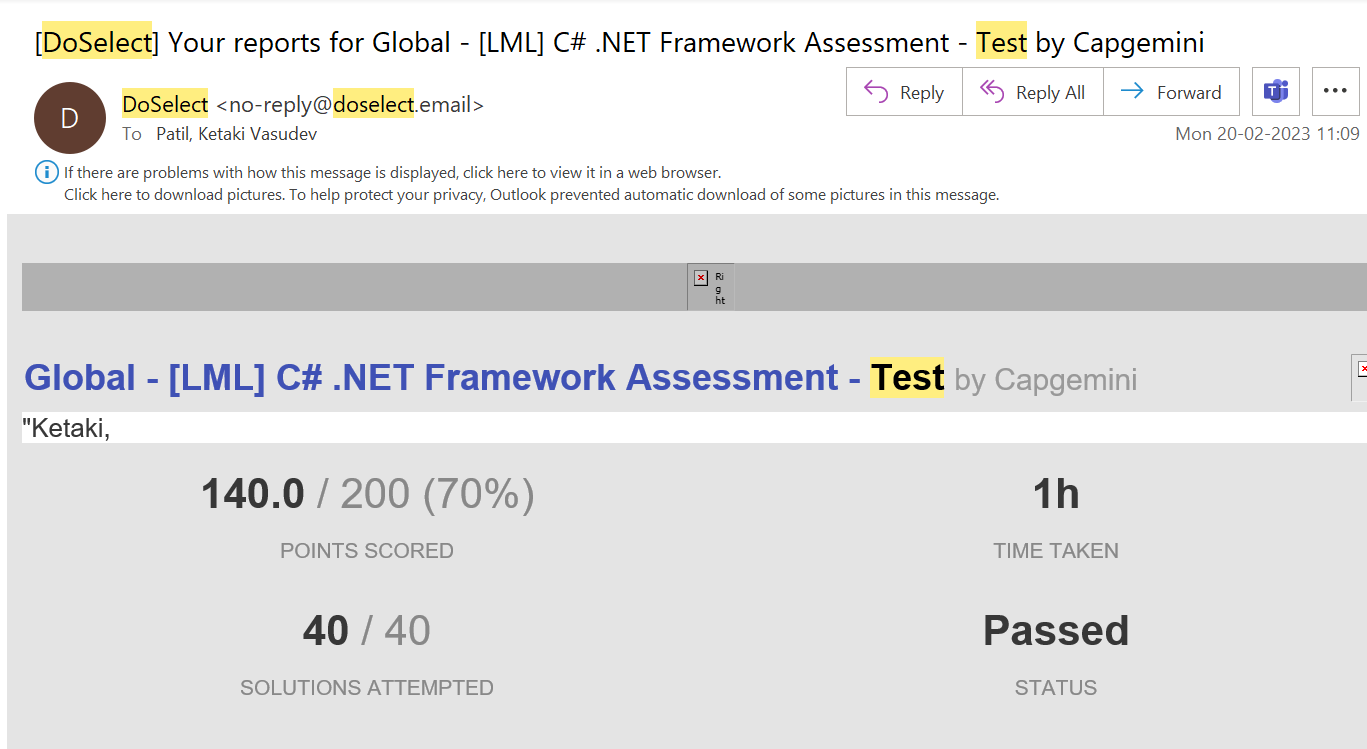 [DoSelect] Your reports for Global - [LML] C# .NET Framework Assessment - Test by Capgemini
D
DoSelect <no-reply@doselect.email>
To Patil, Ketaki Vasudev
Reply
Reply All
Forward
Mon 20-02-2023 11:09
If there are problems with how this message is displayed, click here to view it in a web browser.
Click here to download pictures. To help protect your privacy, Outlook prevented automatic download of some pictures in this message.
Ri
g
ht
Global - [LML] C# .NET Framework Assessment - Test by Capgemini
"Ketaki,
140.0 / 200 (70%)
POINTS SCORED
1h
TIME TAKEN
40 / 40
SOLUTIONS ATTEMPTED
Passed
STATUS